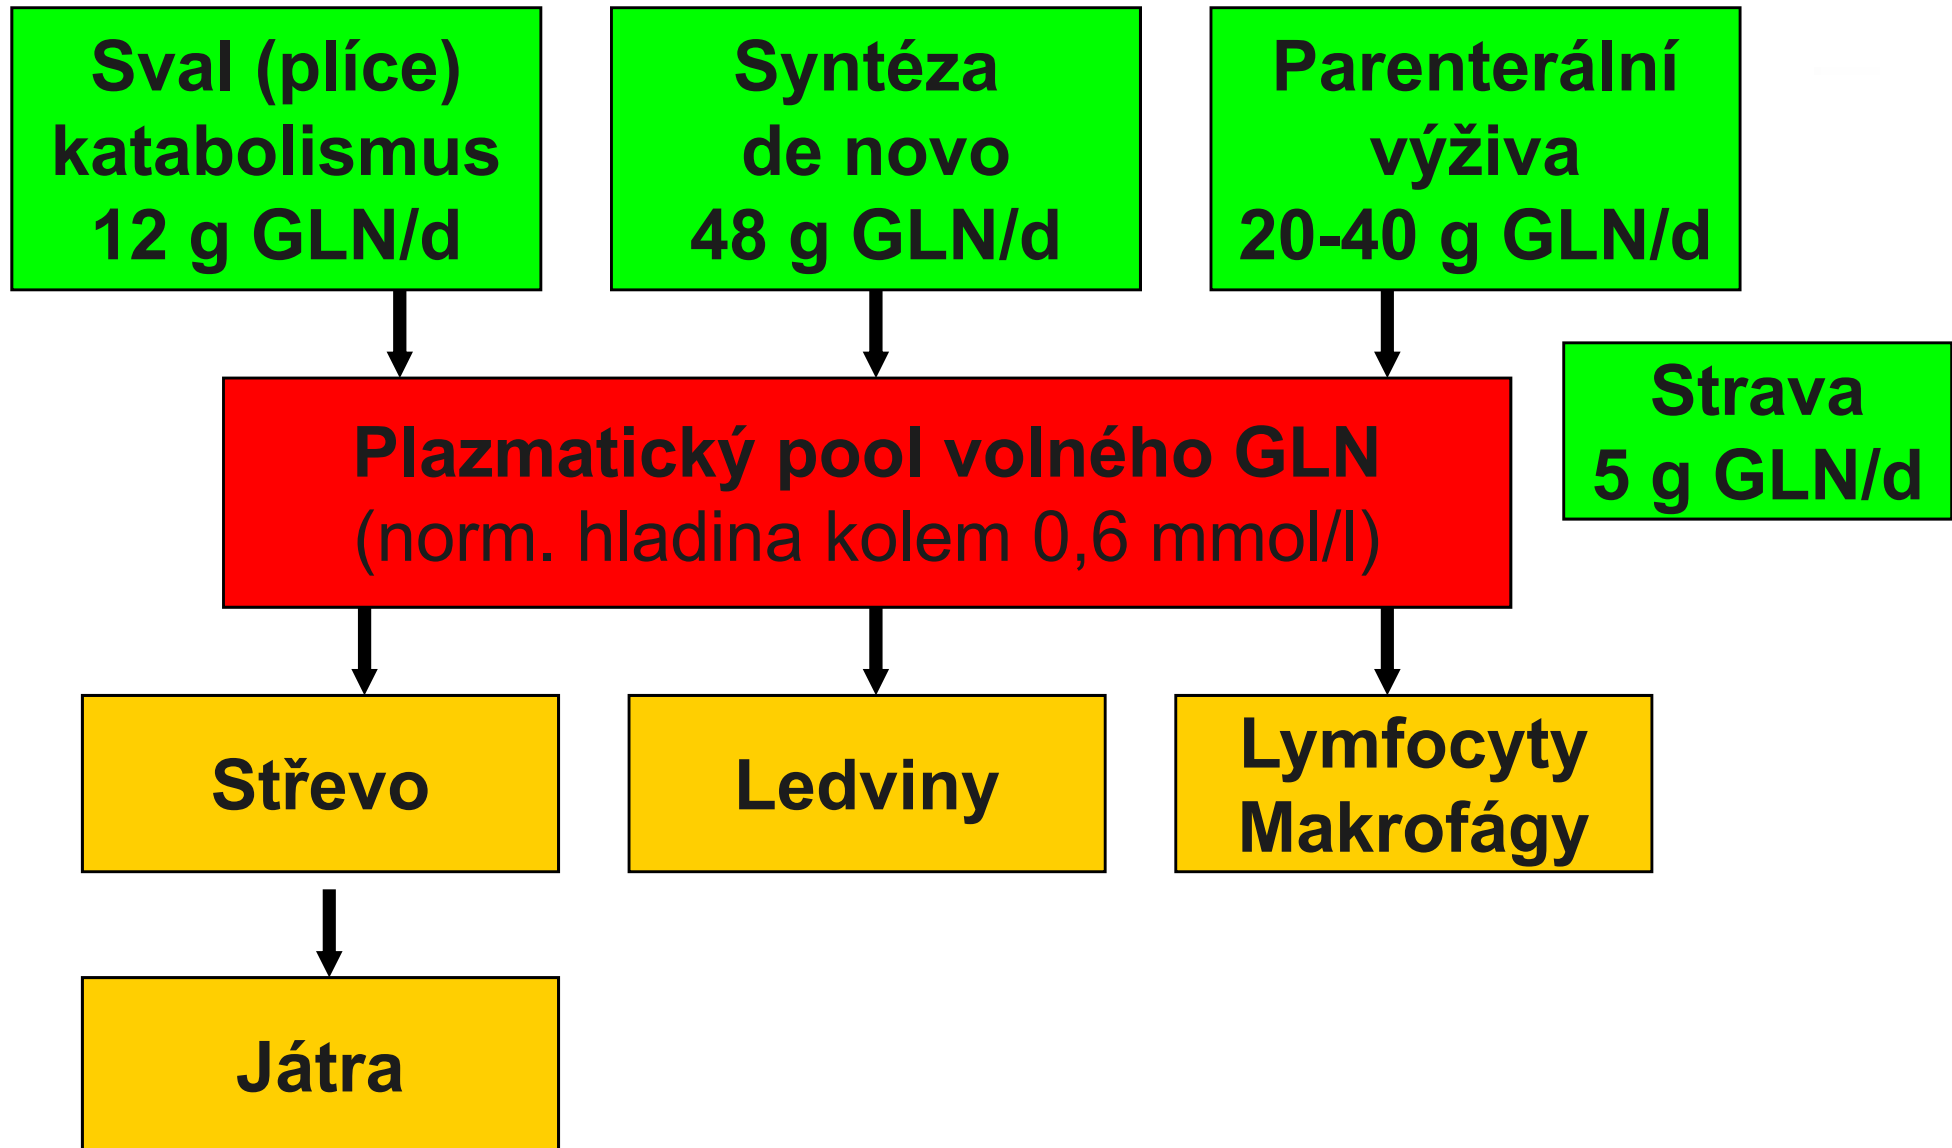 Sval (plíce)
katabolismus
12 g GLN/d
Syntéza
de novo
48 g GLN/d
Parenterální
výživa
20-40 g GLN/d
Strava
5 g GLN/d
Plazmatický pool volného GLN
(norm. hladina kolem 0,6 mmol/l)
Střevo
Ledviny
Lymfocyty
Makrofágy
Játra